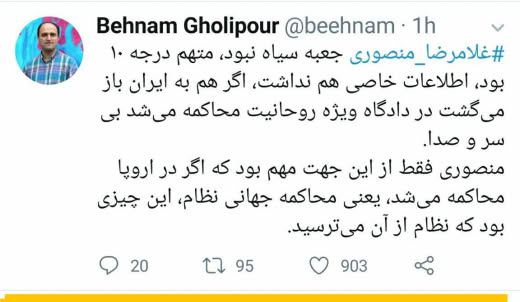 Behnam Gholipour @beehnam · 1h
#غلامرضا_منصوری جعبه سیاه نبود، متهم درجه ۱۰
بود، اطلاعات خاصی هم نداشت، اگر هم به ایران باز
می‌گشت در دادگاه ویژه روحانیت محاکمه می‌شد بی
سر و صدا.
منصوری فقط از این جهت مهم بود که اگر در اروپا
محاکمه می‌شد، یعنی محاکمه جهانی نظام، این چیزی
بود که نظام از آن می‌ترسید.
20 95 903